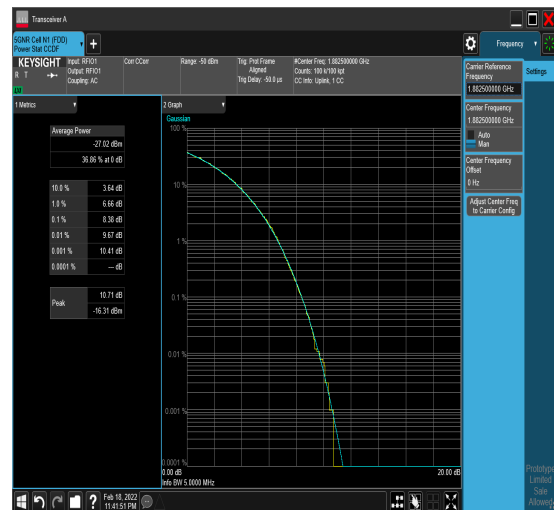 Transceiver A
5GNR Cell N1 (FDD)
Power Stat CCDF
Frequency
KEYSIGHT
R T
Input: RFIO1
Output: RFIO1
Coupling: AC
Corr CCorr
Range: -50 dBm
Trig: Prot Frame
Aligned
Trig Delay: -50.0 µs
#Center Freq: 1.882500000 GHz
Counts: 100 k/100 kpt
CC Info: Uplink, 1 CC
1 Metrics
Average Power
-27.02 dBm
36.86 % at 0 dB
10.0 % 3.64 dB
1.0 % 6.66 dB
0.1 % 8.38 dB
0.01 % 9.67 dB
0.001 % 10.41 dB
0.0001 % --- dB
Peak
10.71 dB
-16.31 dBm
2 Graph
Gaussian
100 %
10 %
1 %
0.1 %
0.01 %
0.001 %
0.0001 %
0.00 dB
20.00 dB
Info BW 5.0000 MHz
Carrier Reference
Frequency
1.882500000 GHz
Center Frequency
1.882500000 GHz
Auto
Man
Center Frequency
Offset
0 Hz
Adjust Center Freq
to Carrier Config
Settings
Prototype
Limited
Sale
Allowed
Feb 18, 2022
11:41:51 PM